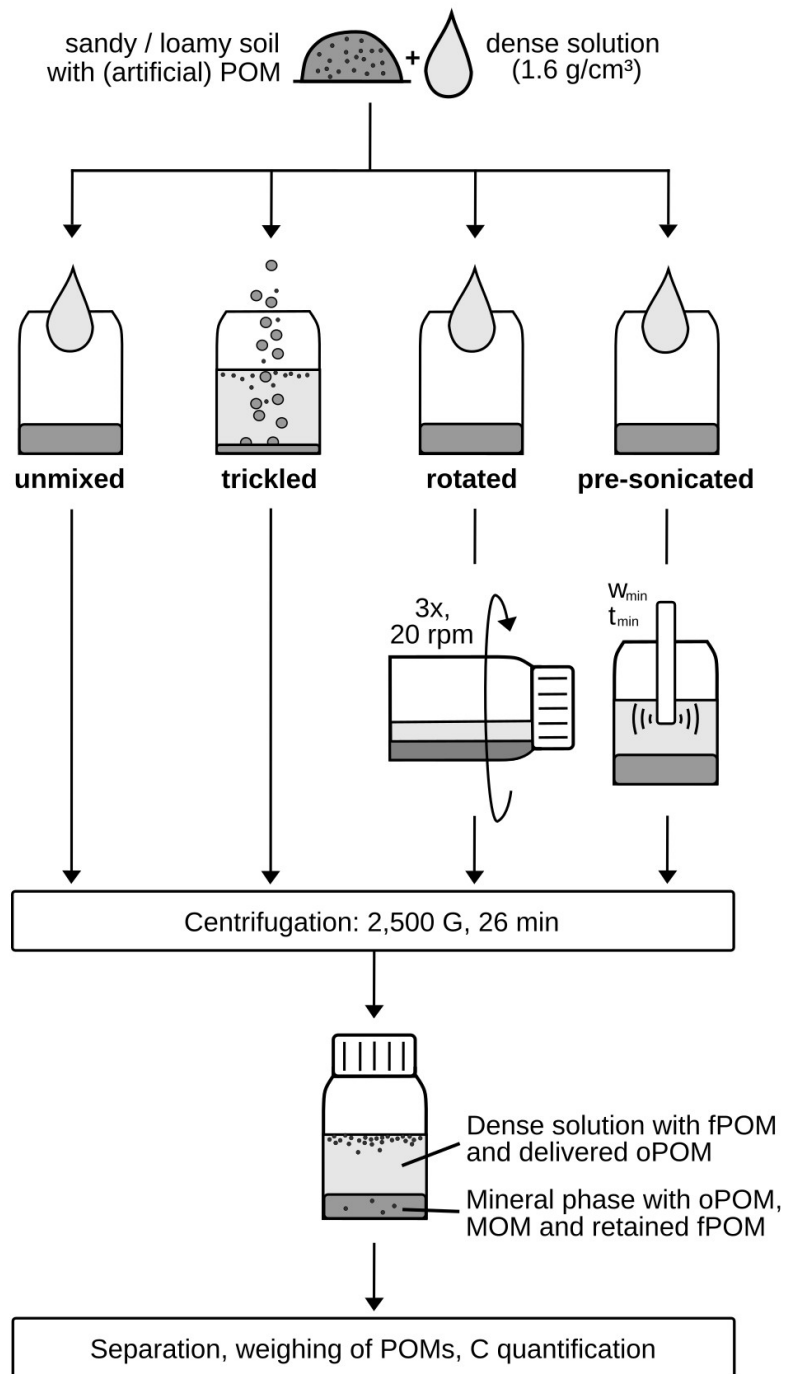 sandy / loamy soil
with (artificial) POM
+
dense solution
(1.6 g/cm³)
unmixed
trickled
rotated
pre-sonicated
3x,
20 rpm
wmin
tmin
Centrifugation: 2,500 G, 26 min
Dense solution with fPOM
and delivered oPOM
Mineral phase with oPOM,
MOM and retained fPOM
Separation, weighing of POMs, C quantification